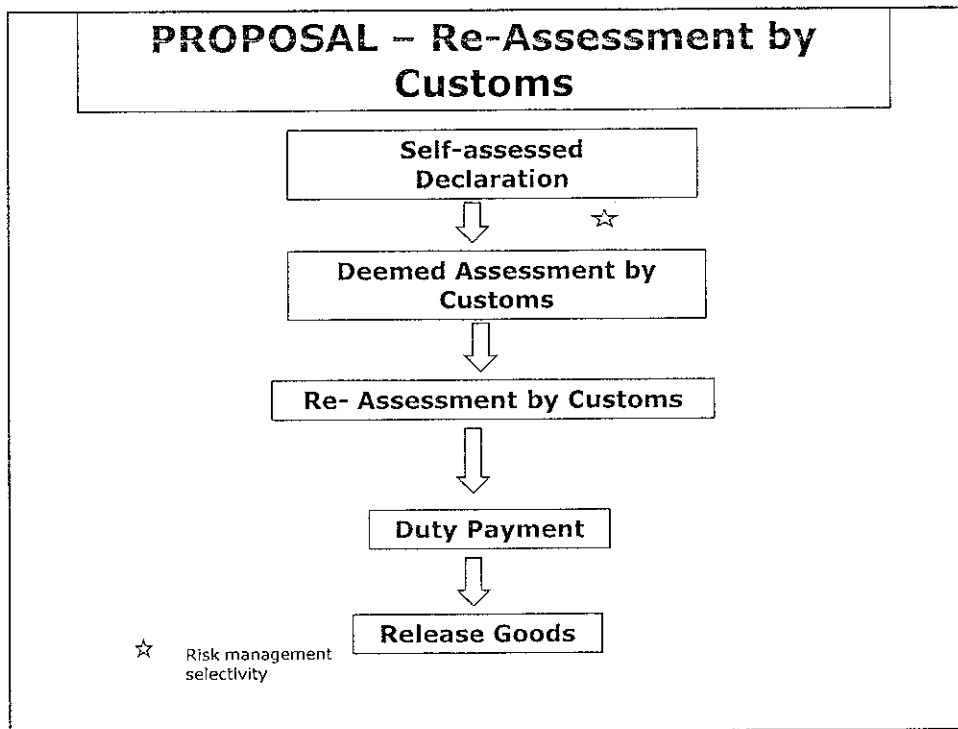 PROPOSAL – Re-Assessment by
Customs
Self-assessed
Declaration
Deemed Assessment by
Customs
Re- Assessment by Customs
Duty Payment
Release Goods
Risk management
selectivity